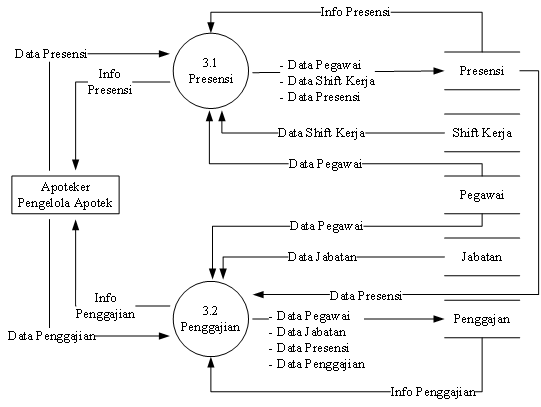 Info Presensi
Data Presensi
3.1
Presensi
Info
Presensi
- Data Pegawai
- Data Shift Kerja
- Data Presensi
Presensi
Data Shift Kerja
Shift Kerja
Data Pegawai
Apoteker
Pengelola Apotek
Pegawai
Data Pegawai
Data Jabatan
Jabatan
Data Presensi
Info
Penggajian
3.2
Penggajian
- Data Pegawai
- Data Jabatan
- Data Presensi
- Data Penggajian
Penggajan
Data Penggajian
Info Penggajian